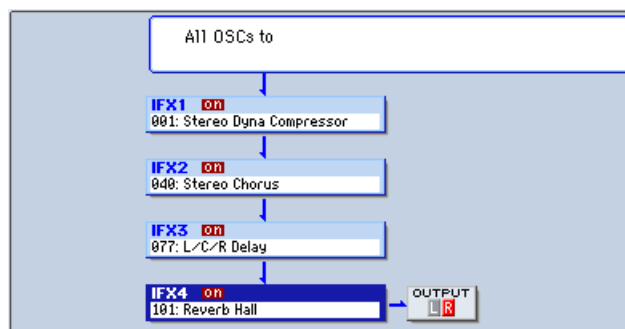 All OSCs to
IFX1 on
001: Stereo Dyna Compressor
IFX2 on
040: Stereo Chorus
IFX3 on
077: L/C/R Delay
IFX4 on
101: Reverb Hall
OUTPUT
L R